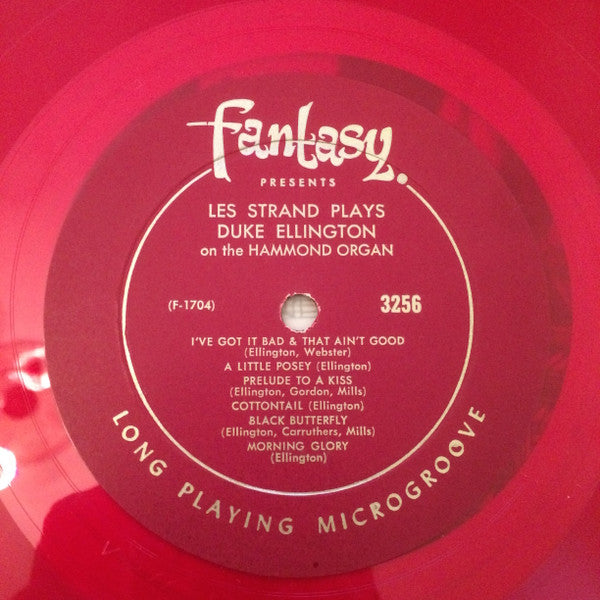 fantasy.
PRESENTS
LES STRAND PLAYS
DUKE ELLINGTON
on the HAMMOND ORGAN
(F-1704) 3256
I'VE GOT IT BAD & THAT AIN'T GOOD
(Ellington, Webster)
A LITTLE POSEY (Ellington)
PRELUDE TO A KISS
(Ellington, Gordon, Mills)
COTTONTAIL (Ellington)
BLACK BUTTERFLY
(Ellington, Carruthers, Mills)
MORNING GLORY
(Ellington)
LONG PLAYING MICROGROOVE